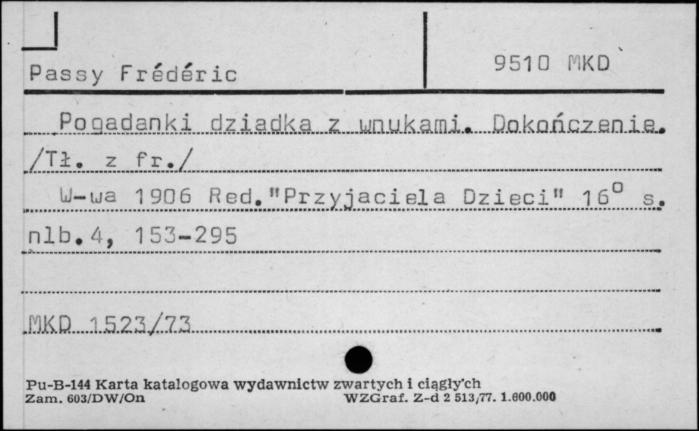 Passy Frédéric
9510 MKD
Pogadanki dziadka z wnukami. Dokończenie.
/Tł. z fr./
W-wa 1906 Red."Przyjaciela Dzieci" 16° s.
nlb.4, 153-295
MKD 1523/73
Pu-B-144 Karta katalogowa wydawnictw zwartych i ciągłych
Zam. 603/DW/On WZGraf. Z-d 2 513/77. 1.600.000